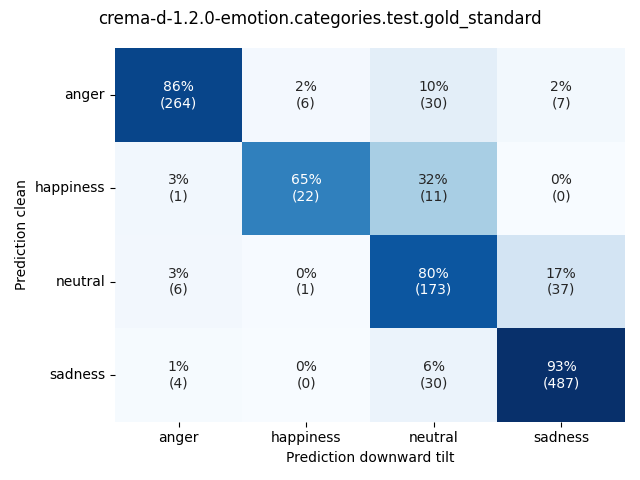 crema-d-1.2.0-emotion.categories.test.gold_standard
Prediction clean
anger
86% 2% 10% 2%
(264) (6) (30) (7)
happiness
3% 65% 32% 0%
(1) (22) (11) (0)
neutral
3% 0% 80% 17%
(6) (1) (173) (37)
sadness
1% 0% 6% 93%
(4) (0) (30) (487)
anger happiness neutral sadness
Prediction downward tilt